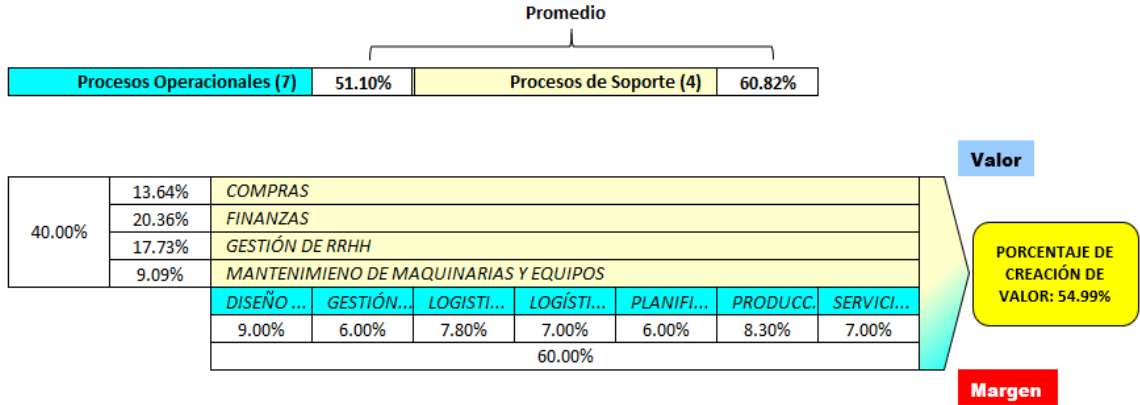 Promedio
Procesos Operacionales (7) 51.10% Procesos de Soporte (4) 60.82%
Valor
40.00%
13.64% COMPRAS
20.36% FINANZAS
17.73% GESTIÓN DE RRHH
9.09% MANTENIMIENO DE MAQUINARIAS Y EQUIPOS
DISEÑO ... GESTIÓN... LOGISTI... LOGÍSTI... PLANIFI... PRODUCC. SERVICI...
9.00% 6.00% 7.80% 7.00% 6.00% 8.30% 7.00%
60.00%
PORCENTAJE DE
CREACIÓN DE
VALOR: 54.99%
Margen